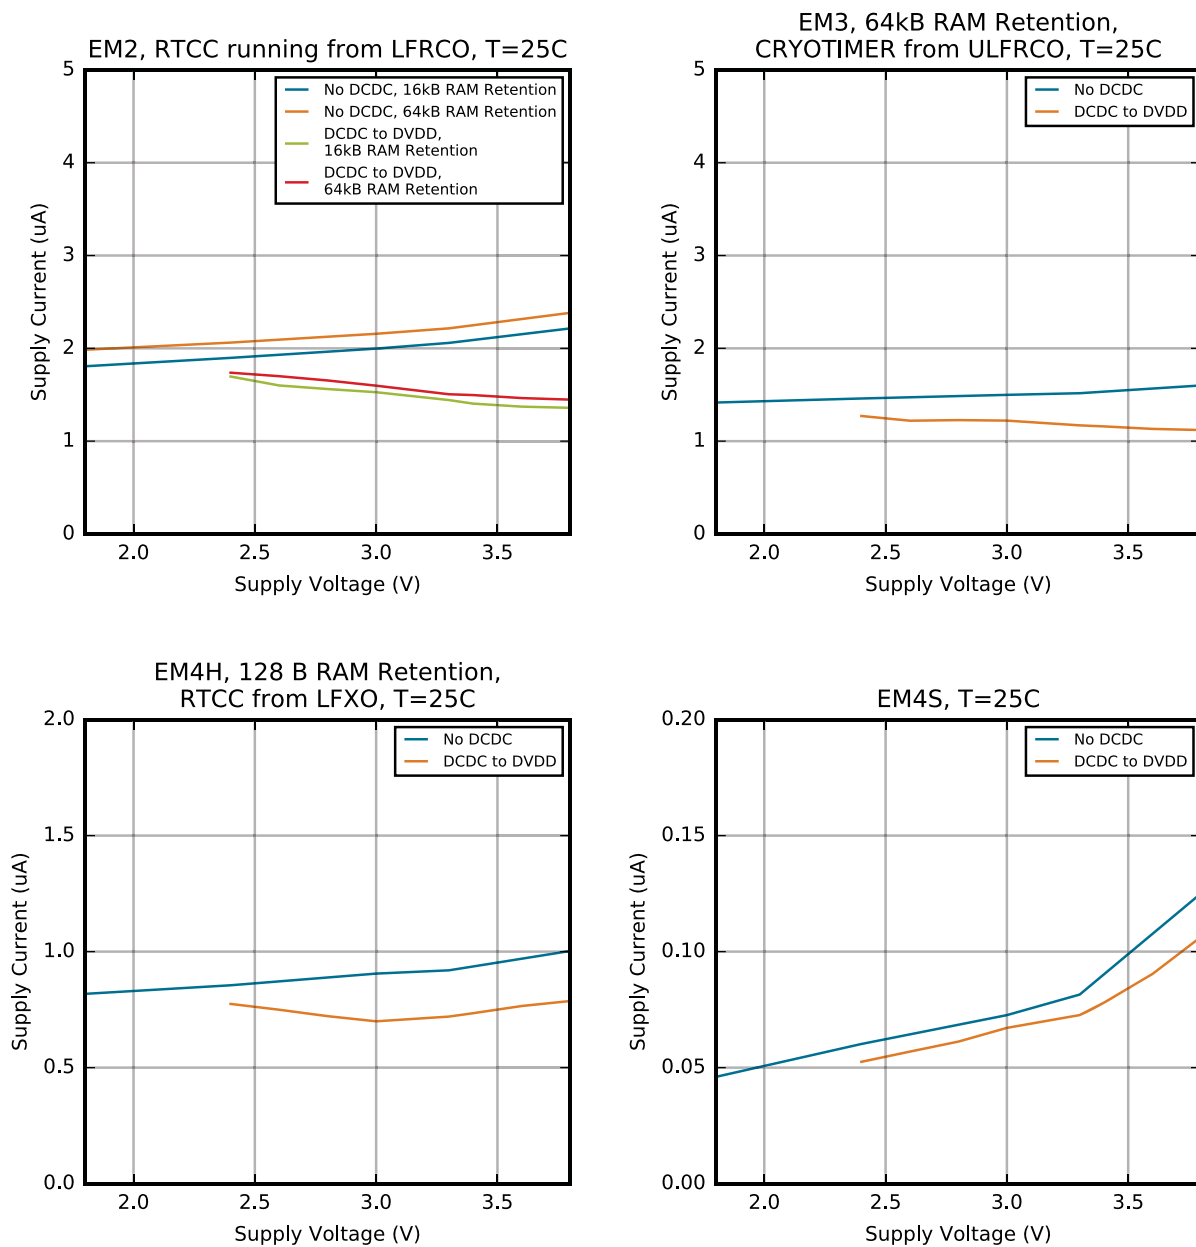 EM2, RTCC running from LFRCO, T=25C
5
4
3
2
1
0
Supply Current (uA)
No DCDC, 16kB RAM Retention
No DCDC, 64kB RAM Retention
DCDC to DVDD,
16kB RAM Retention
DCDC to DVDD,
64kB RAM Retention
2.0 2.5 3.0 3.5
Supply Voltage (V)
EM3, 64kB RAM Retention,
CRYOTIMER from ULFRCO, T=25C
5
4
3
2
1
0
Supply Current (uA)
No DCDC
DCDC to DVDD
2.0 2.5 3.0 3.5
Supply Voltage (V)
EM4H, 128 B RAM Retention,
RTCC from LFXO, T=25C
2.0
1.5
1.0
0.5
0.0
Supply Current (uA)
No DCDC
DCDC to DVDD
2.0 2.5 3.0 3.5
Supply Voltage (V)
EM4S, T=25C
0.20
0.15
0.10
0.05
0.00
Supply Current (uA)
No DCDC
DCDC to DVDD
2.0 2.5 3.0 3.5
Supply Voltage (V)